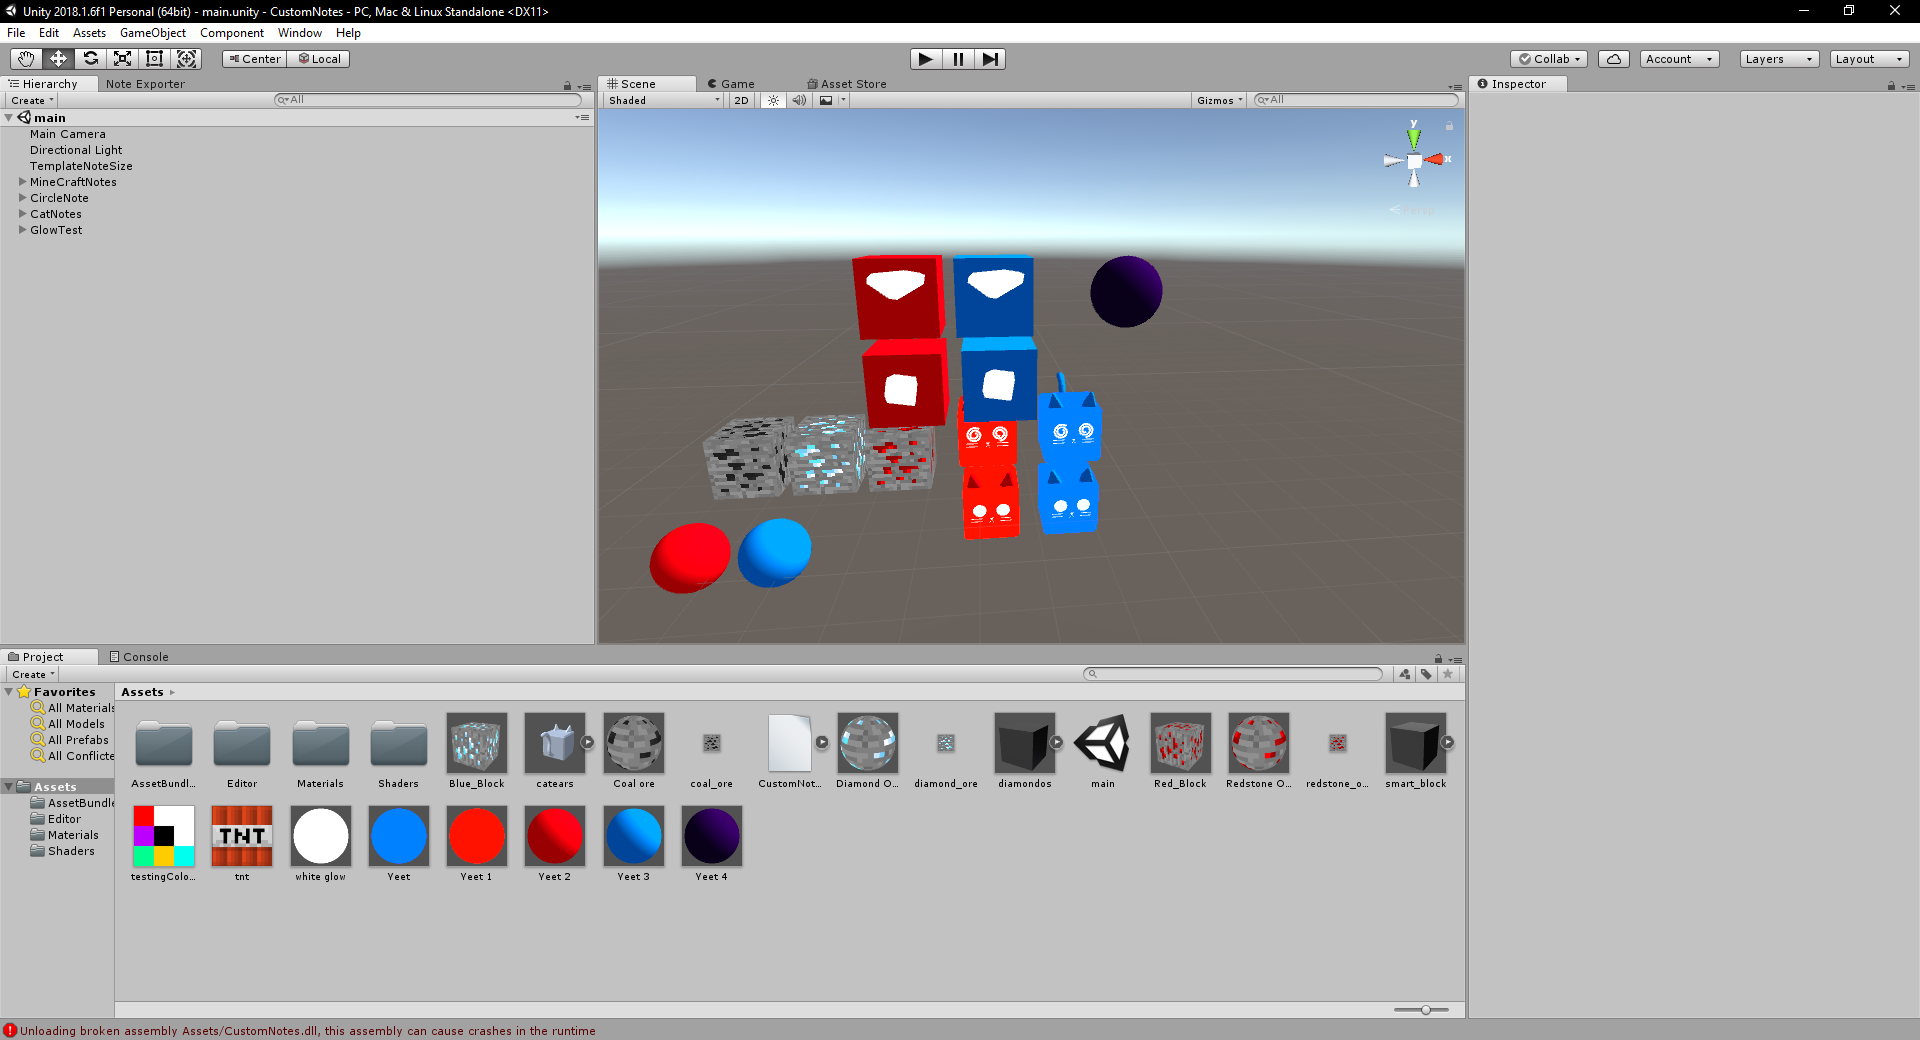 Unity 2018.1.6f1 Personal (64bit) - main.unity - CustomNotes - PC, Mac & Linux Standalone <DX11>
File Edit Assets GameObject Component Window Help
Center Local Collab Account Layers Layout
Hierarchy Note Exporter
Create All
main
Main Camera
Directional Light
TemplateNoteSize
MineCraftNotes
CircleNote
CatNotes
GlowTest
Scene Game Asset Store
Shaded 2D Gizmos All
y
x
Persp
Inspector
Project Console
Create
Favorites
All Materials
All Models
All Prefabs
All Conflicte
Assets
AssetBundle
Editor
Materials
Shaders
Assets
AssetBundl... Editor Materials Shaders Blue_Block catears Coal ore coal_ore CustomNot... Diamond O... diamond_ore diamondos main Red_Block Redstone O... redstone_o... smart_block
TNT
testingColo... tnt white glow Yeet Yeet 1 Yeet 2 Yeet 3 Yeet 4
Unloading broken assembly Assets/CustomNotes.dll, this assembly can cause crashes in the runtime